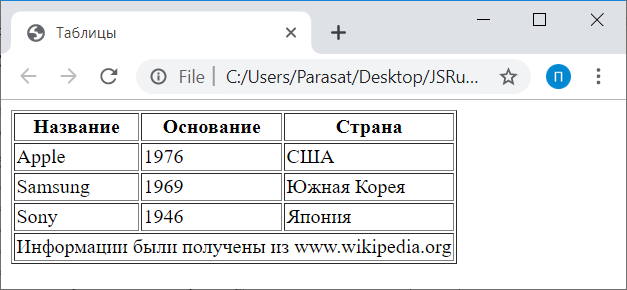 Таблицы
File | C:/Users/Parasat/Desktop/JSRu... П
Название Основание Страна
Apple 1976 США
Samsung 1969 Южная Корея
Sony 1946 Япония
Информации были получены из www.wikipedia.org